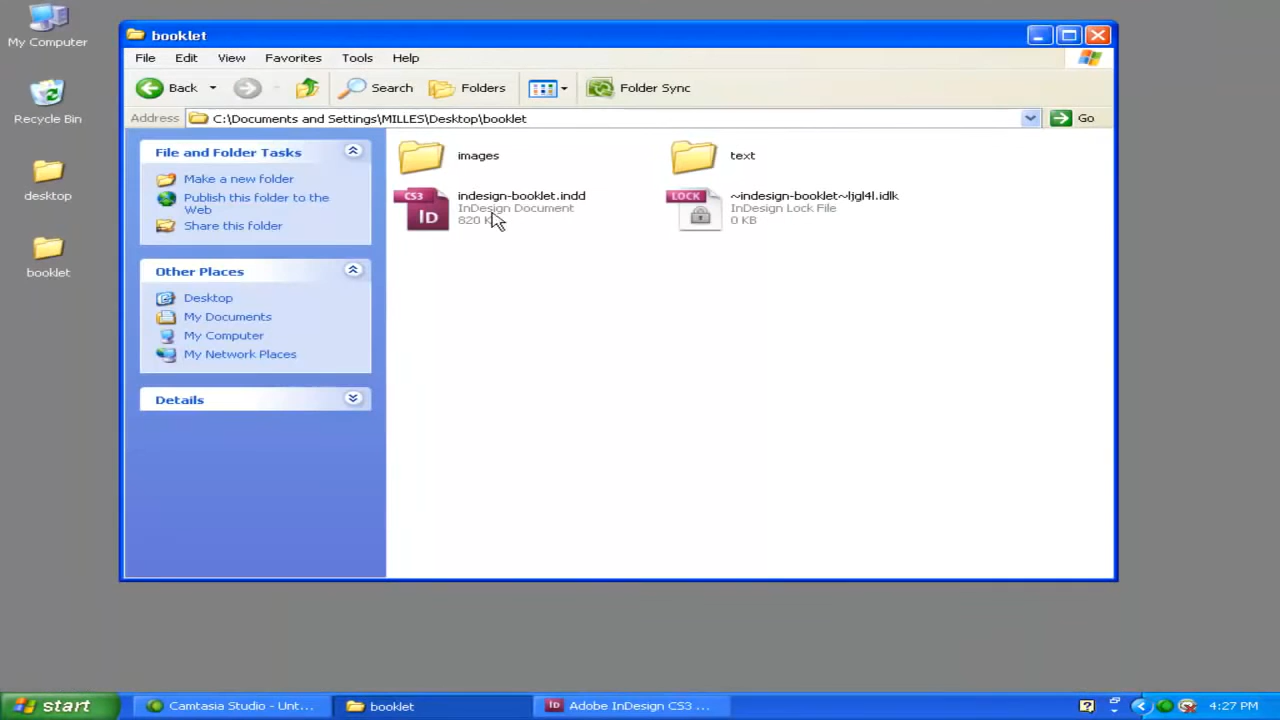 My Computer
Recycle Bin
desktop
booklet
booklet
File Edit View Favorites Tools Help
Back Search Folders Folder Sync
Address C:\Documents and Settings\MILLES\Desktop\booklet Go
File and Folder Tasks
Make a new folder
Publish this folder to the
Web
Share this folder
Other Places
Desktop
My Documents
My Computer
My Network Places
Details
images
text
CS3
Id
indesign-booklet.indd
InDesign Document
820 K
LOCK
~indesign-booklet~ljgl4l.idlk
InDesign Lock File
0 KB
start Camtasia Studio - Unt... booklet Id Adobe InDesign CS3 ... ? 4:27 PM